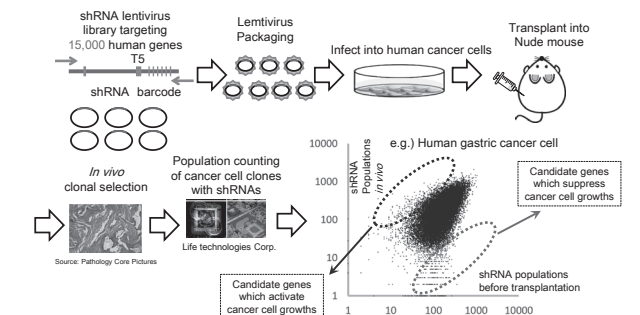 shRNA lentivirus
library targeting
15,000 human genes
T5
shRNA barcode
Lemtivirus
Packaging
Infect into human cancer cells
Transplant into
Nude mouse
In vivo
clonal selection
Source: Pathology Core Pictures
Population counting
of cancer cell clones
with shRNAs
Life technologies Corp.
e.g.) Human gastric cancer cell
10000
1000
100
10
1
shRNA
Populations
in vivo
1 10 100 1000 10000
shRNA populations
before transplantation
Candidate genes
which suppress
cancer cell growths
Candidate genes
which activate
cancer cell growths